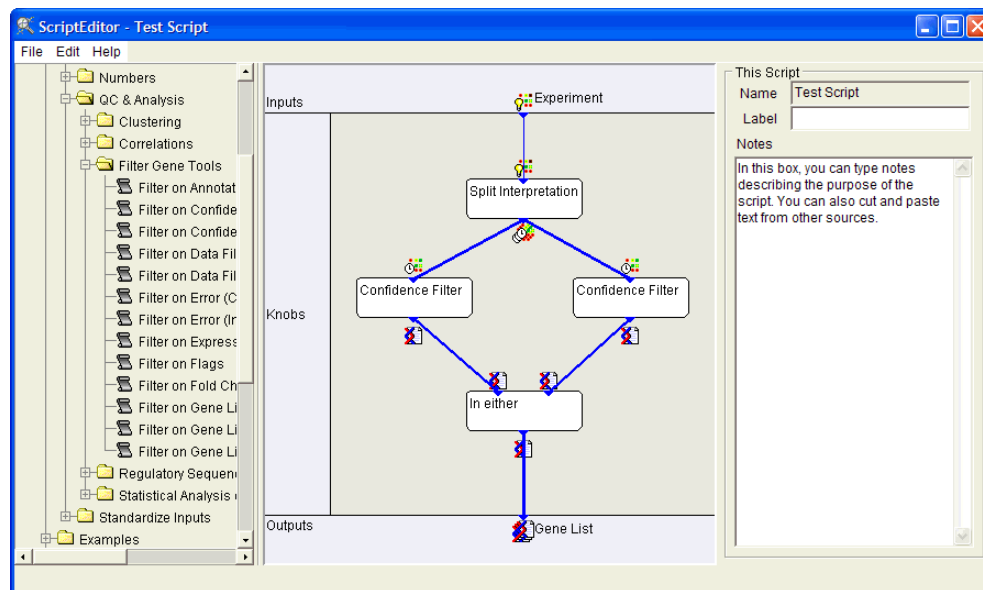 ScriptEditor - Test Script
File Edit Help
Numbers
QC & Analysis
Clustering
Correlations
Filter Gene Tools
Filter on Annotat
Filter on Confide
Filter on Confide
Filter on Data Fil
Filter on Data Fil
Filter on Error (C
Filter on Error (Ir
Filter on Express
Filter on Flags
Filter on Fold Ch
Filter on Gene Li
Filter on Gene Li
Filter on Gene Li
Regulatory Sequen
Statistical Analysis
Standardize Inputs
Examples
Inputs
Experiment
Split Interpretation
Confidence Filter
Confidence Filter
Knobs
In either
Outputs
Gene List
This Script
Name Test Script
Label
Notes
In this box, you can type notes
describing the purpose of the
script. You can also cut and paste
text from other sources.